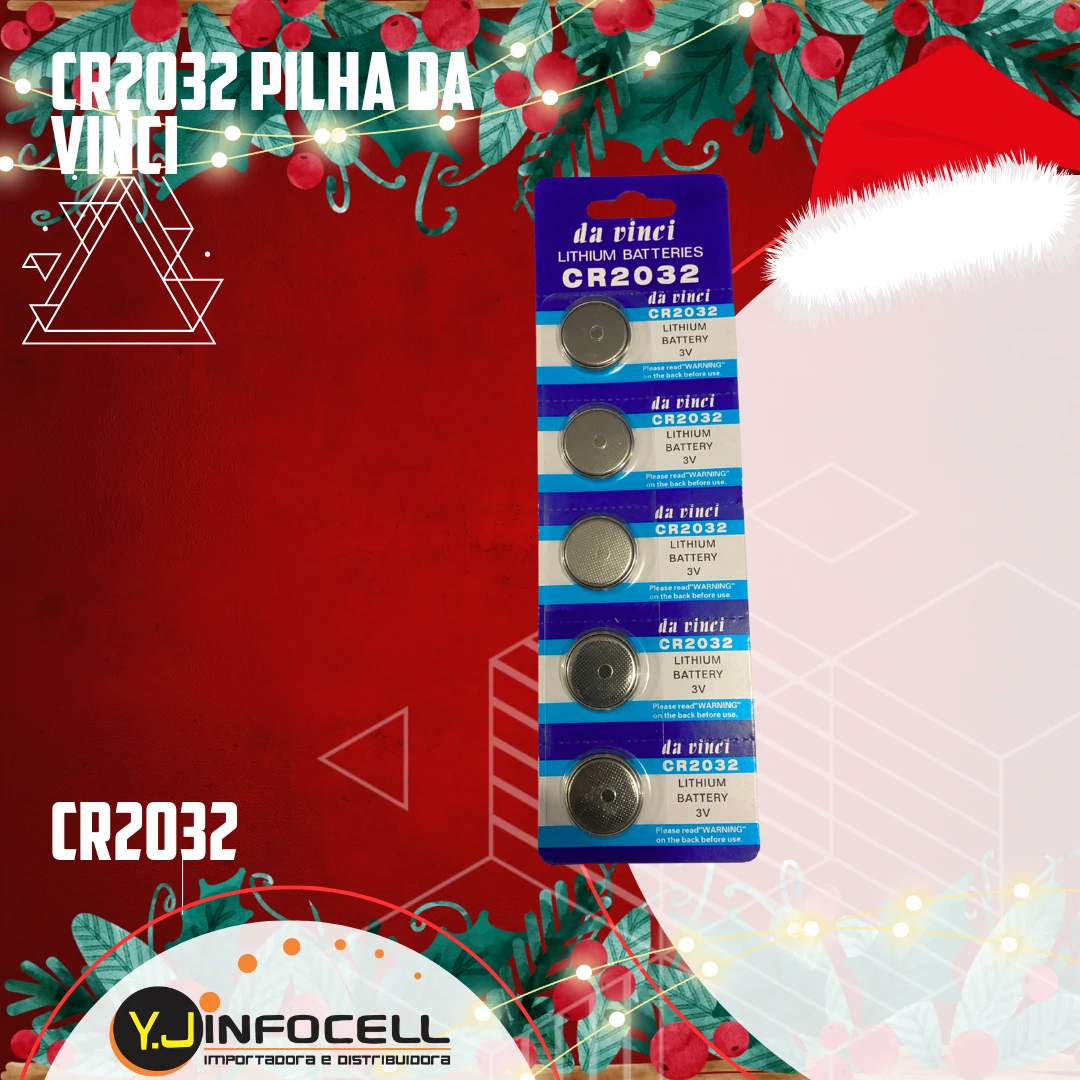 CR2032 PILHA DA
VINCI
da vinci
LITHIUM BATTERIES
CR2032
da vinci
CR2032
LITHIUM
BATTERY
3V
Please read"WARNING"
on the back before use.
da vinci
CR2032
LITHIUM
BATTERY
3V
Please read"WARNING"
on the back before use.
da vinci
CR2032
LITHIUM
BATTERY
3V
Please read"WARNING"
on the back before use.
da vinci
CR2032
LITHIUM
BATTERY
3V
Please read"WARNING"
on the back before use.
da vinci
CR2032
LITHIUM
BATTERY
3V
Please read"WARNING"
on the back before use.
CR2032
Y.J INFOCELL
IMPORTADORA E DISTRIBUIDORA